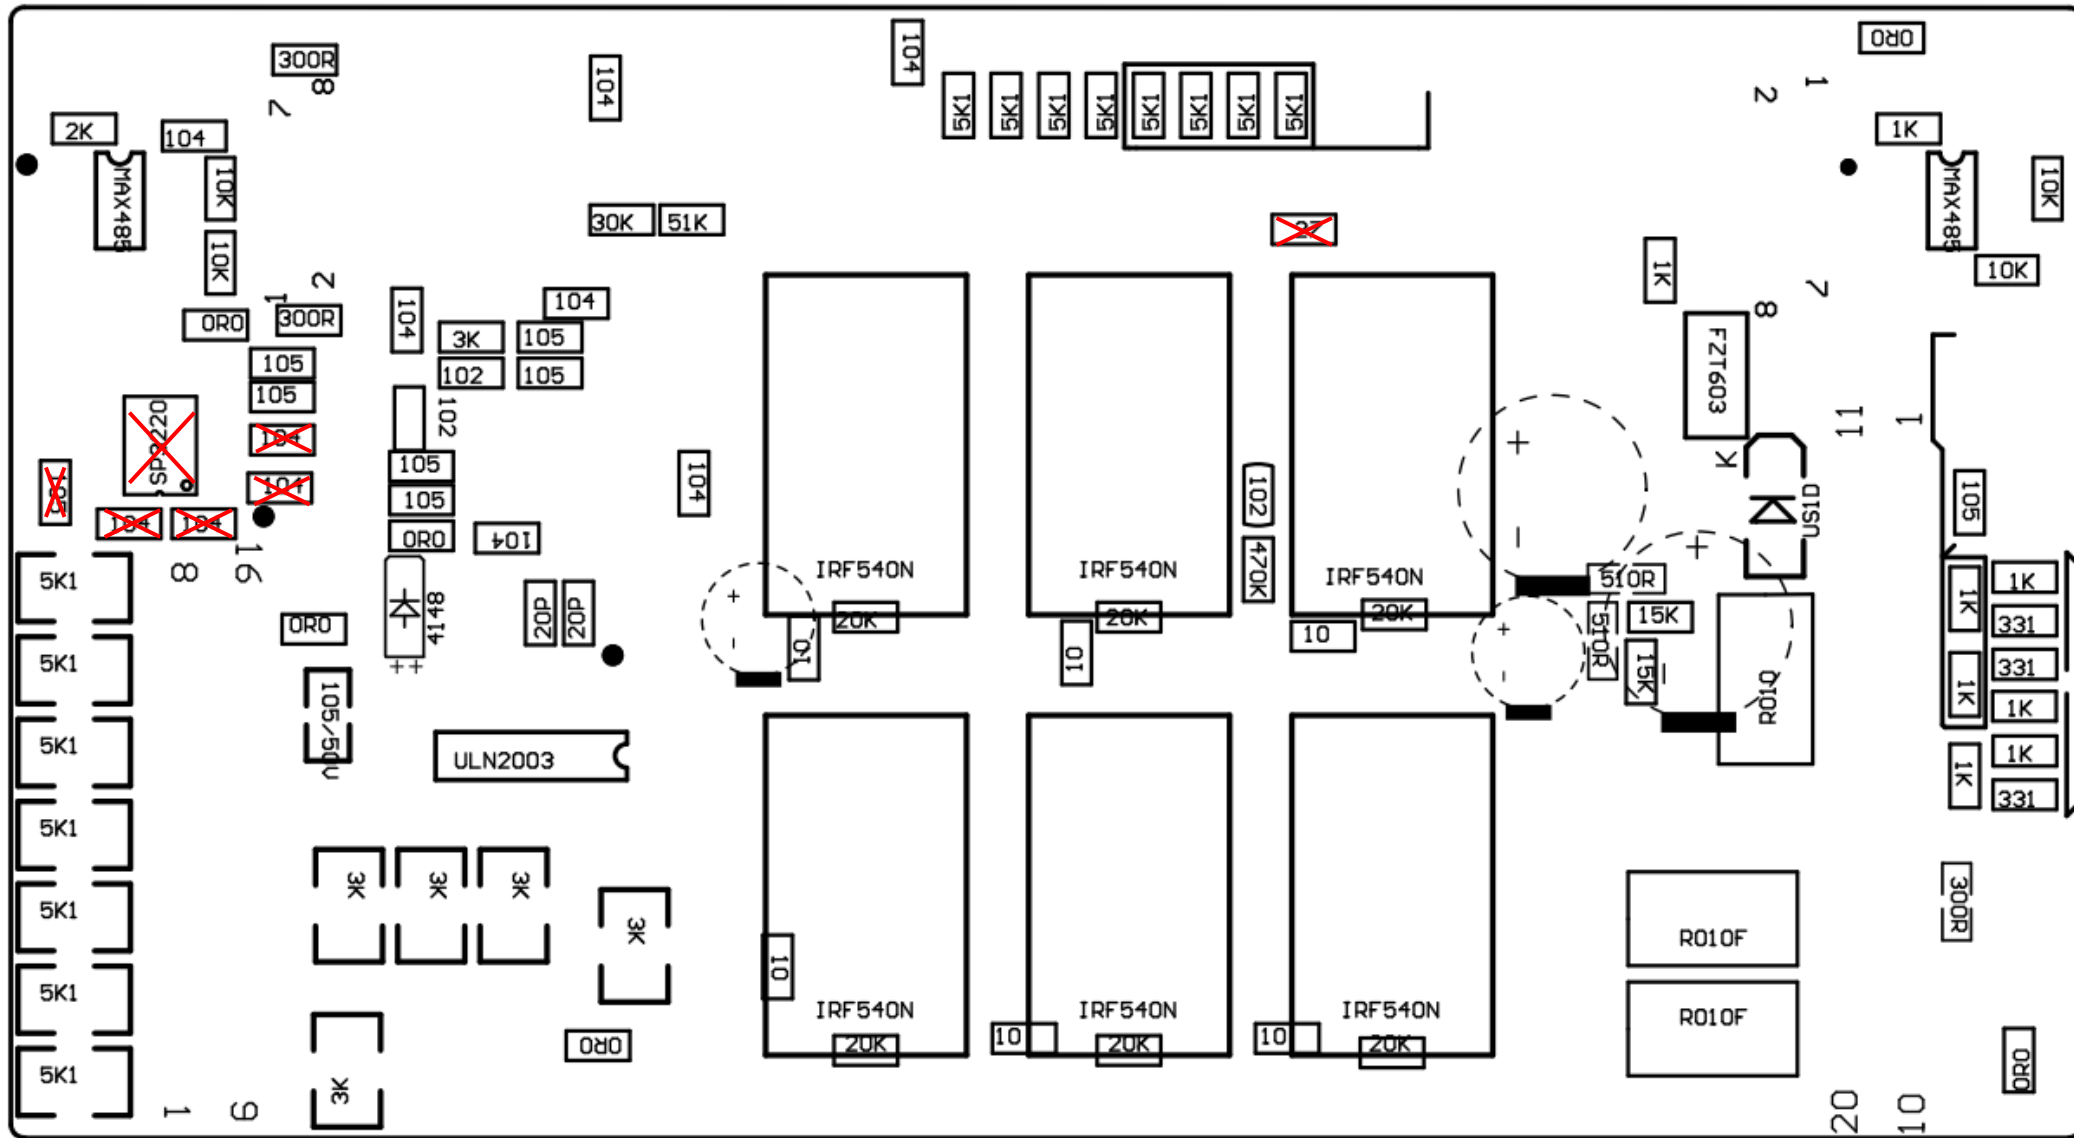 300R
8
7
104
104
0R0
2
1
2K
104
1K
MAX485
10K
10K
5K1
5K1
5K1
5K1
5K1
5K1
5K1
5K1
MAX485
10K
10K
30K
51K
27
1K
7
8
2
1
0R0
300R
104
104
3K
105
102
105
102
105
105
SP3220
104
104
104
104
105
105
0R0
104
104
FZT603
11
1
K
US1D
105
+
-
102
470K
16
8
5K1
5K1
5K1
5K1
5K1
5K1
5K1
0R0
4148
++
20P
20P
105/50V
ULN2003
+
-
IRF540N
IRF540N
IRF540N
20K
20K
20K
10
10
10
+
-
510R
510R
15K
15K
+
R010
1K
1K
1K
1K
331
331
1K
1K
331
3K
3K
3K
3K
3K
0R0
10
IRF540N
IRF540N
IRF540N
20K
20K
20K
10
10
R010F
R010F
300R
0R0
1
9
20
10